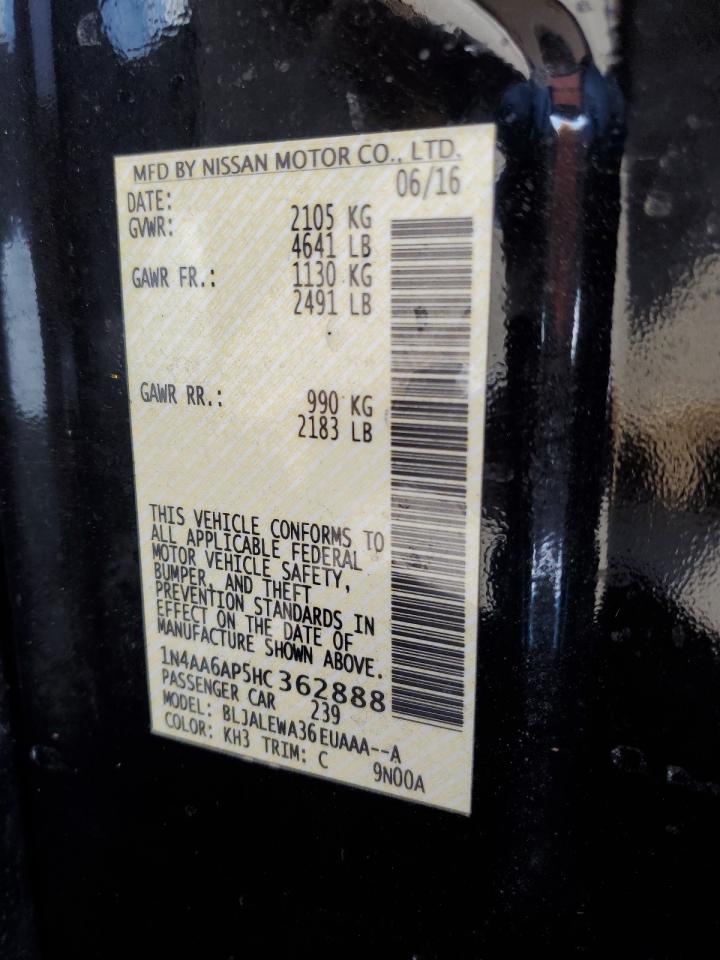 MFD BY NISSAN MOTOR CO., LTD.
DATE: 06/16
GVWR: 2105 KG
4641 LB
GAWR FR.: 1130 KG
2491 LB
GAWR RR.: 990 KG
2183 LB
THIS VEHICLE CONFORMS TO
ALL APPLICABLE FEDERAL
MOTOR VEHICLE SAFETY,
BUMPER, AND THEFT
PREVENTION STANDARDS IN
EFFECT ON THE DATE OF
MANUFACTURE SHOWN ABOVE.
1N4AA6AP5HC362888
PASSENGER CAR 239
MODEL: BLJALEWA36EUAAA--A
COLOR: KH3 TRIM: C 9N00A